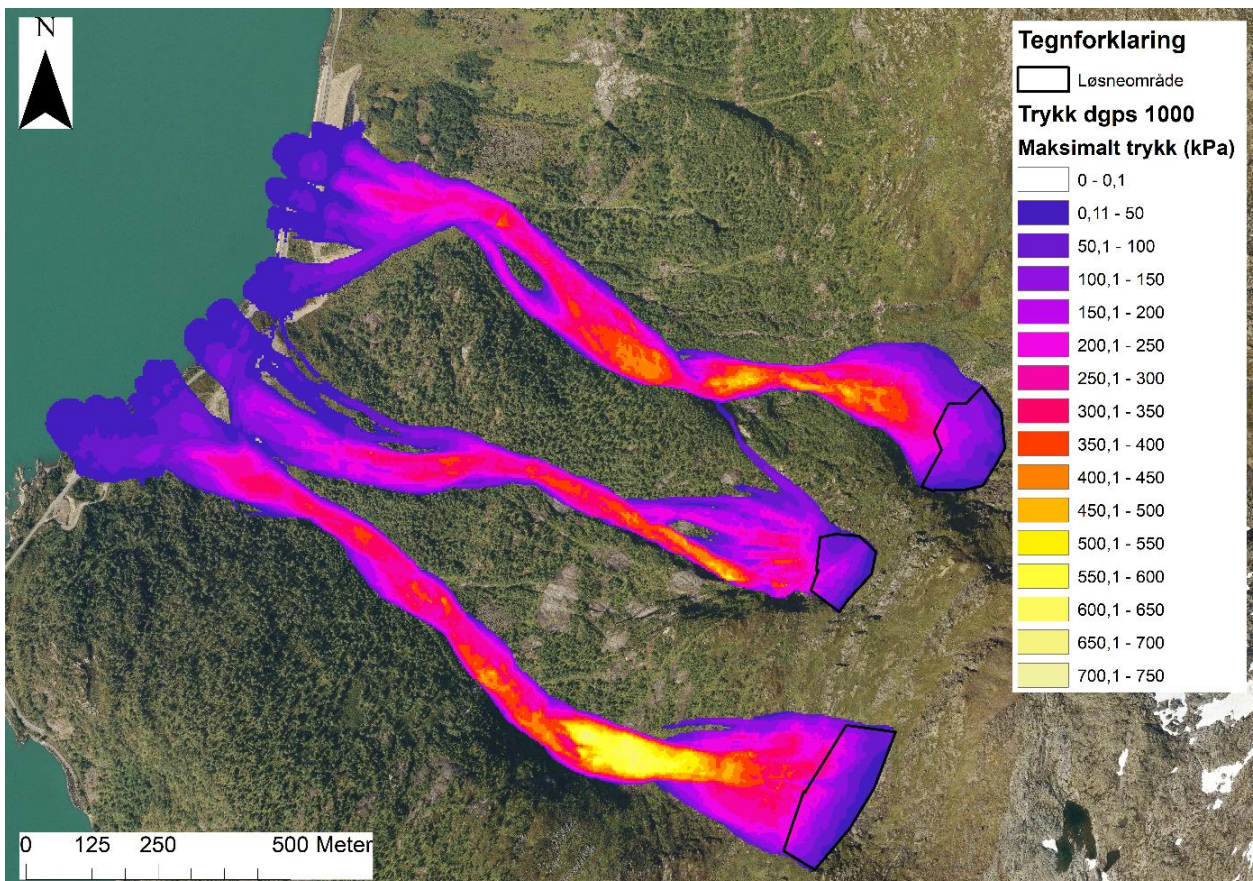 N
Tegnforklaring
Løsneområde
Trykk dgps 1000
Maksimalt trykk (kPa)
0 - 0,1
0,11 - 50
50,1 - 100
100,1 - 150
150,1 - 200
200,1 - 250
250,1 - 300
300,1 - 350
350,1 - 400
400,1 - 450
450,1 - 500
500,1 - 550
550,1 - 600
600,1 - 650
650,1 - 700
700,1 - 750
0 125 250 500 Meter